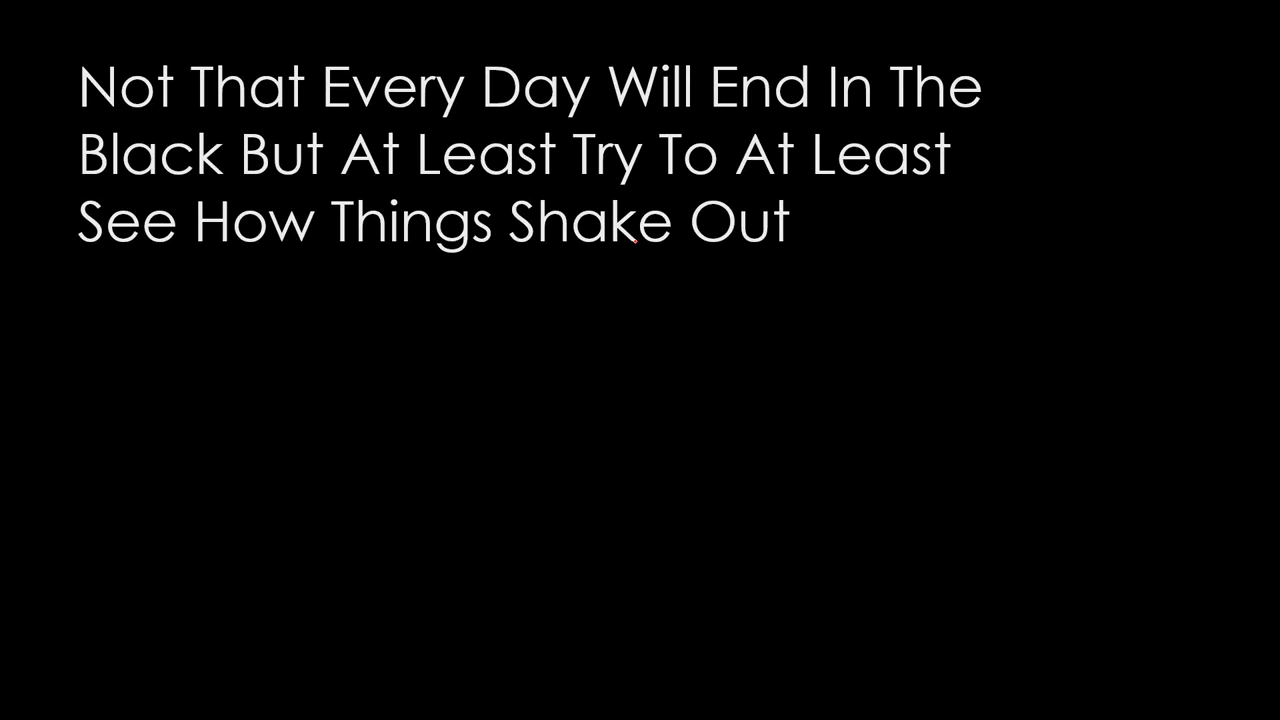 Not That Every Day Will End In The
Black But At Least Try To At Least
See How Things Shake Out